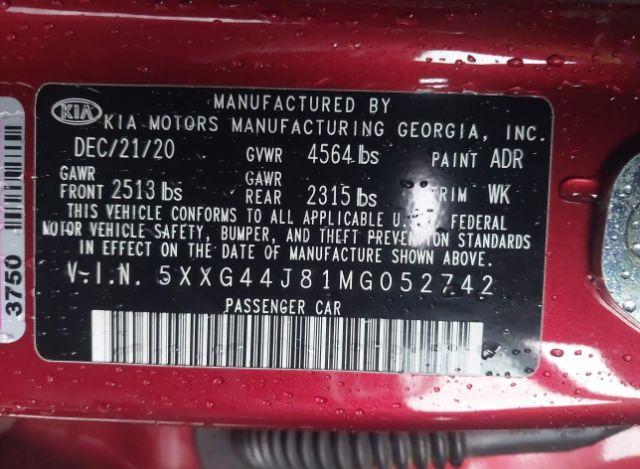 KIA
MANUFACTURED BY
KIA MOTORS MANUFACTURING GEORGIA, INC.
DEC/21/20 GVWR 4564 lbs PAINT ADR
GAWR FRONT 2513 lbs GAWR REAR 2315 lbs TRIM WK
THIS VEHICLE CONFORMS TO ALL APPLICABLE U.S. FEDERAL
MOTOR VEHICLE SAFETY, BUMPER, AND THEFT PREVENTION STANDARDS
IN EFFECT ON THE DATE OF MANUFACTURE SHOWN ABOVE.
V.I.N. 5XXG44J81MG052742
PASSENGER CAR
3750